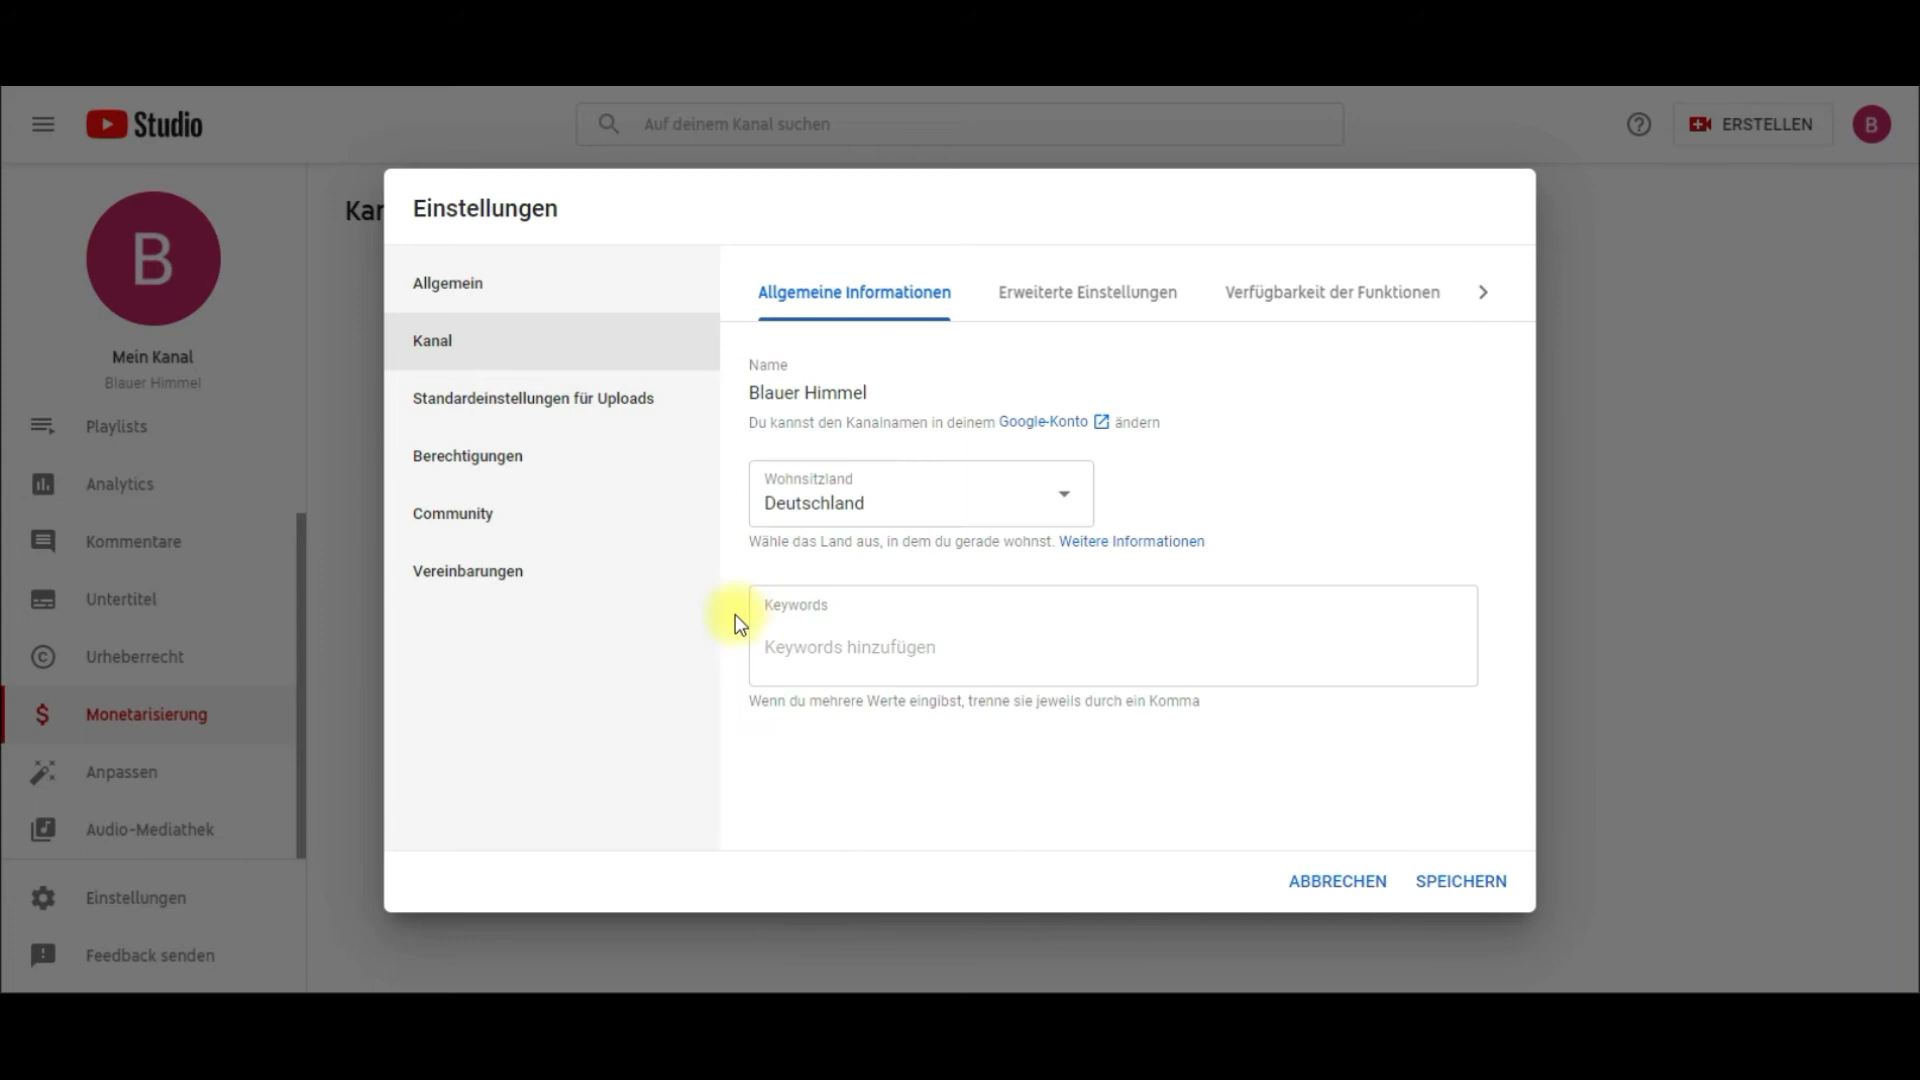 Studio
Auf deinem Kanal suchen
ERSTELLEN
B
B
Mein Kanal
Blauer Himmel
Playlists
Analytics
Kommentare
Untertitel
Urheberrecht
Monetarisierung
Anpassen
Audio-Mediathek
Einstellungen
Feedback senden
Kar
Einstellungen
Allgemein
Kanal
Standardeinstellungen für Uploads
Berechtigungen
Community
Vereinbarungen
Allgemeine Informationen Erweiterte Einstellungen Verfügbarkeit der Funktionen
Name
Blauer Himmel
Du kannst den Kanalnamen in deinem Google-Konto ändern
Wohnsitzland
Deutschland
Wähle das Land aus, in dem du gerade wohnst. Weitere Informationen
Keywords
Keywords hinzufügen
Wenn du mehrere Werte eingibst, trenne sie jeweils durch ein Komma
ABBRECHEN SPEICHERN